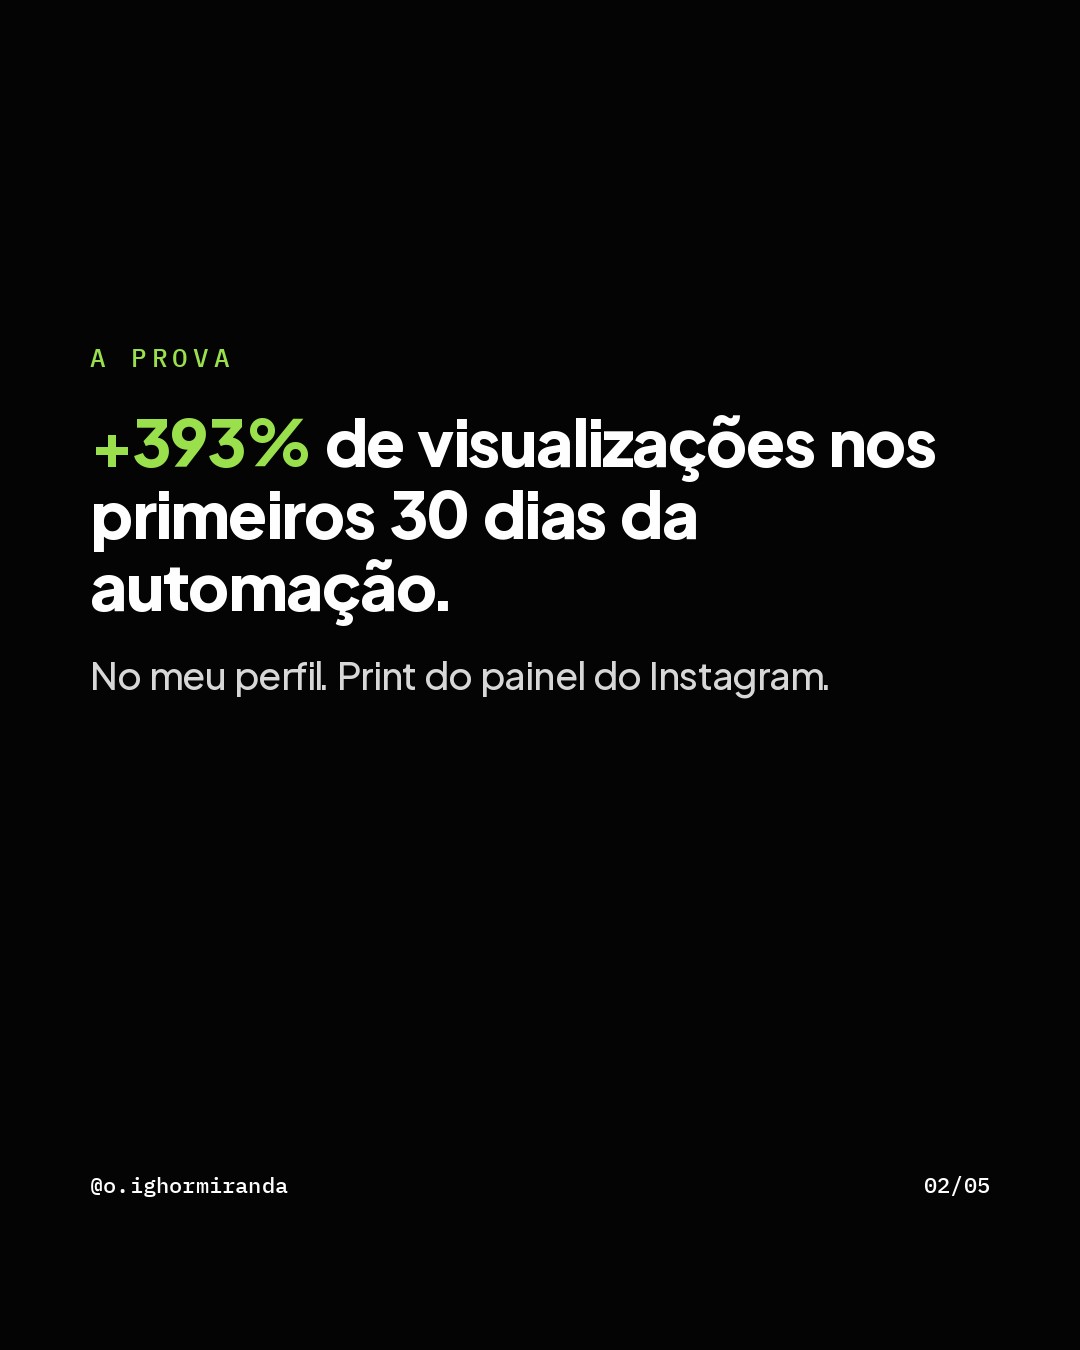 A PROVA
+393% de visualizações nos
primeiros 30 dias da
automação.
No meu perfil. Print do painel do Instagram.
@o.ighormiranda
02/05